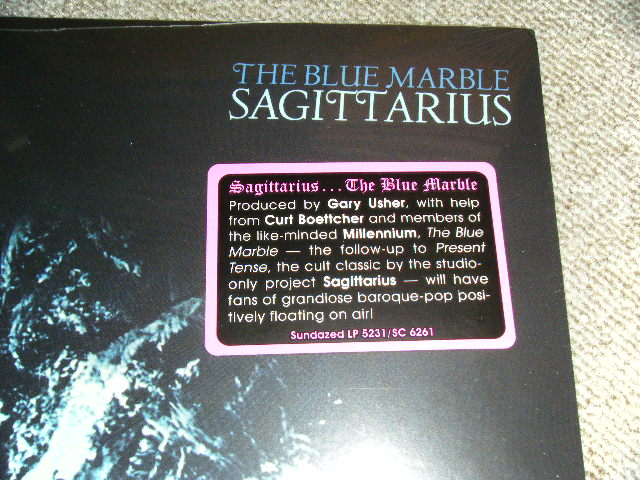 THE BLUE MARBLE
SAGITTARIUS
Sagittarius... The Blue Marble
Produced by Gary Usher, with help
from Curt Boettcher and members of
the like-minded Millennium, The Blue
Marble — the follow-up to Present
Tense, the cult classic by the studio-
only project Sagittarius — will have
fans of grandiose baroque-pop posi-
tively floating on air!
Sundazed LP 5231/SC 6261